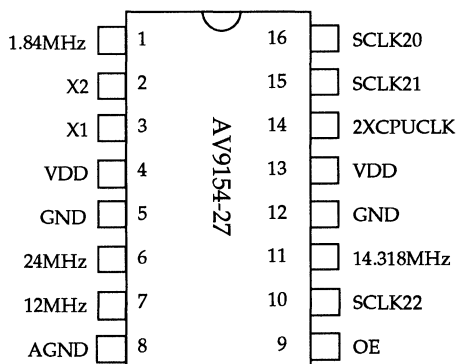 1.84MHz 1 16 SCLK20
X2 2 15 SCLK21
X1 3 14 2XCPUCLK
VDD 4 13 VDD
GND 5 12 GND
24MHz 6 11 14.318MHz
12MHz 7 10 SCLK22
AGND 8 9 OE
AV9154-27